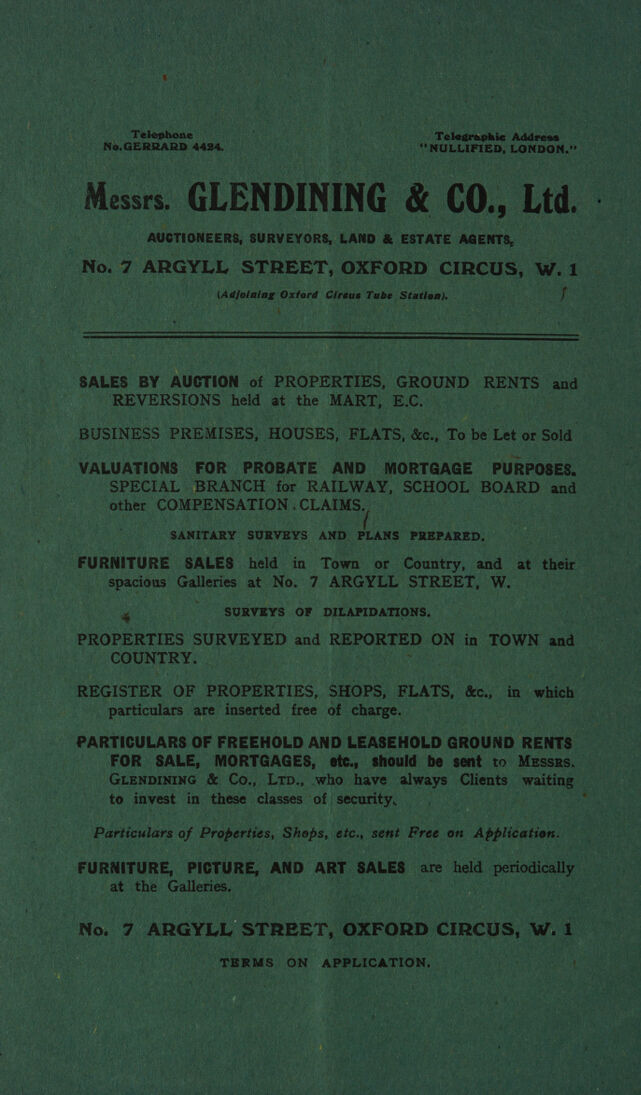 Telephone
No. GERRARD 4424.
Telegraphic Address
"NULLIFIED, LONDON."
Messrs. GLENDINING & CO., Ltd.
AUCTIONEERS, SURVEYORS, LAND & ESTATE AGENTS,
No. 7 ARGYLL STREET, OXFORD CIRCUS, W. 1
(Adjoining Oxford Circus Tube Station).
SALES BY AUCTION of PROPERTIES, GROUND RENTS and
REVERSIONS held at the MART, E.C.
BUSINESS PREMISES, HOUSES, FLATS, &c., To be Let or Sold
VALUATIONS FOR PROBATE AND MORTGAGE PURPOSES.
SPECIAL BRANCH for RAILWAY, SCHOOL BOARD and
other COMPENSATION CLAIMS.
SANITARY SURVEYS AND PLANS PREPARED.
FURNITURE SALES held in Town or Country, and at their
spacious Galleries at No. 7 ARGYLL STREET, W.
SURVEYS OF DILAPIDATIONS.
PROPERTIES SURVEYED and REPORTED ON in TOWN and
COUNTRY.
REGISTER OF PROPERTIES, SHOPS, FLATS, &c., in which
particulars are inserted free of charge.
PARTICULARS OF FREEHOLD AND LEASEHOLD GROUND RENTS
FOR SALE, MORTGAGES, etc., should be sent to MESSRS.
GLENDINING & Co., LTD., who have always Clients waiting
to invest in these classes of security.
Particulars of Properties, Shops, etc., sent Free on Application.
FURNITURE, PICTURE, AND ART SALES are held periodically
at the Galleries.
No. 7 ARGYLL STREET, OXFORD CIRCUS, W. 1
TERMS ON APPLICATION.